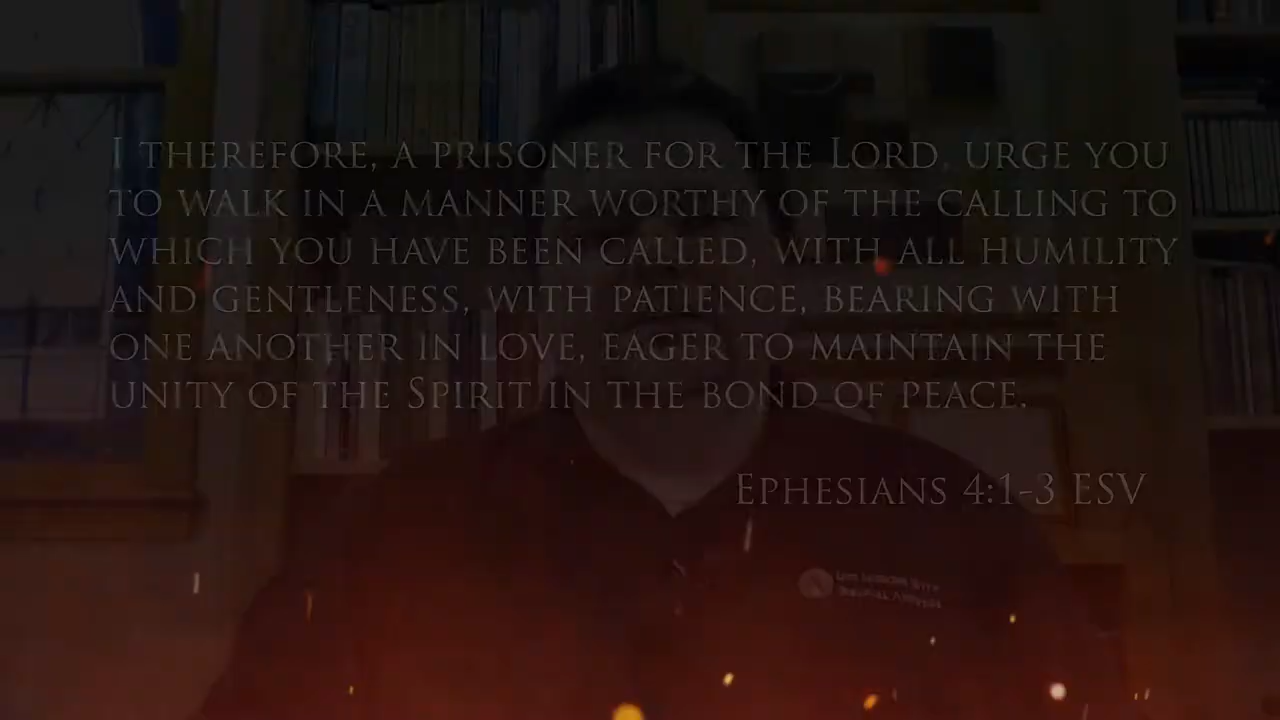 I therefore, a prisoner for the Lord, urge you
to walk in a manner worthy of the calling to
which you have been called, with all humility
and gentleness, with patience, bearing with
one another in love, eager to maintain the
unity of the Spirit in the bond of peace.
Ephesians 4:1-3 ESV